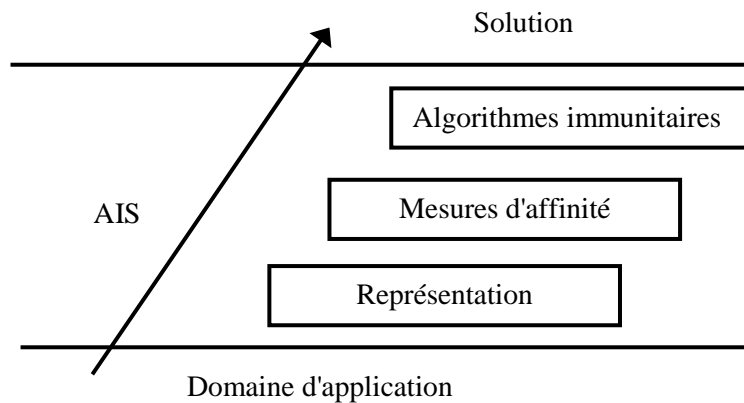 Solution
Algorithmes immunitaires
Mesures d'affinité
AIS
Représentation
Domaine d'application